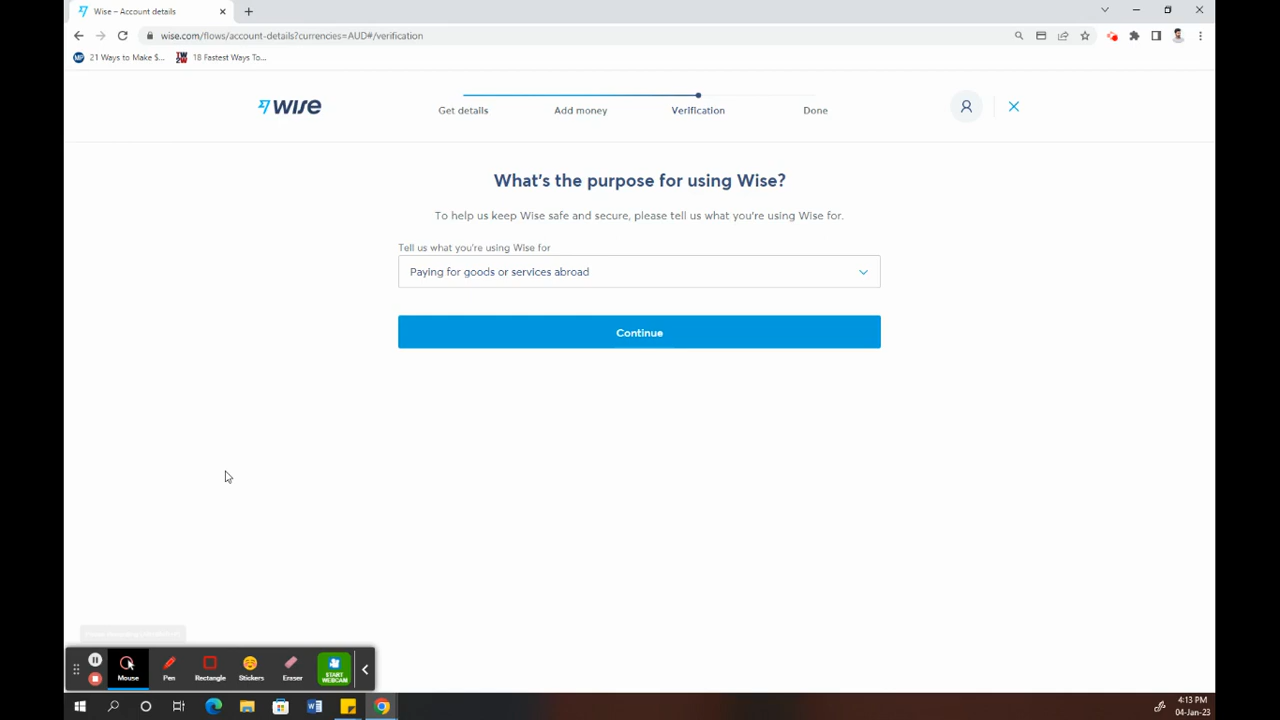 Wise – Account details
wise.com/flows/account-details?currencies=AUD#/verification
21 Ways to Make $...
18 Fastest Ways To...
wise
Get details
Add money
Verification
Done
What's the purpose for using Wise?
To help us keep Wise safe and secure, please tell us what you're using Wise for.
Tell us what you're using Wise for
Paying for goods or services abroad
Continue
Mouse
Pen
Rectangle
Stickers
Eraser
START
WEBCAM
4:13 PM
04-Jan-23